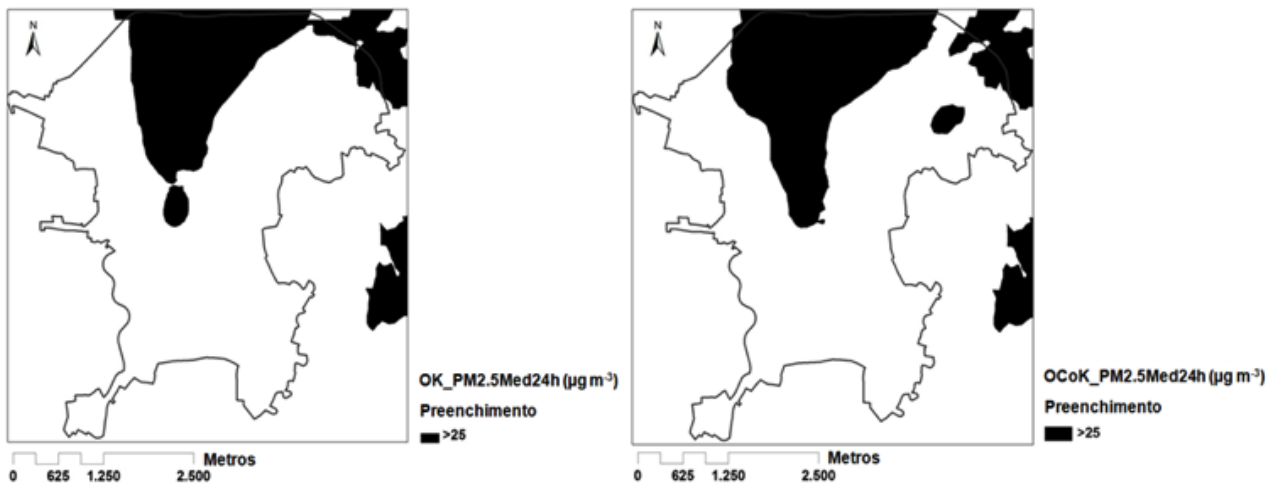 N
OK_PM2.5Med24h (µg m-3)
Preenchimento
>25
Metros
0 625 1.250 2.500
N
OCoK_PM2.5Med24h (µg m-3)
Preenchimento
>25
Metros
0 625 1.250 2.500